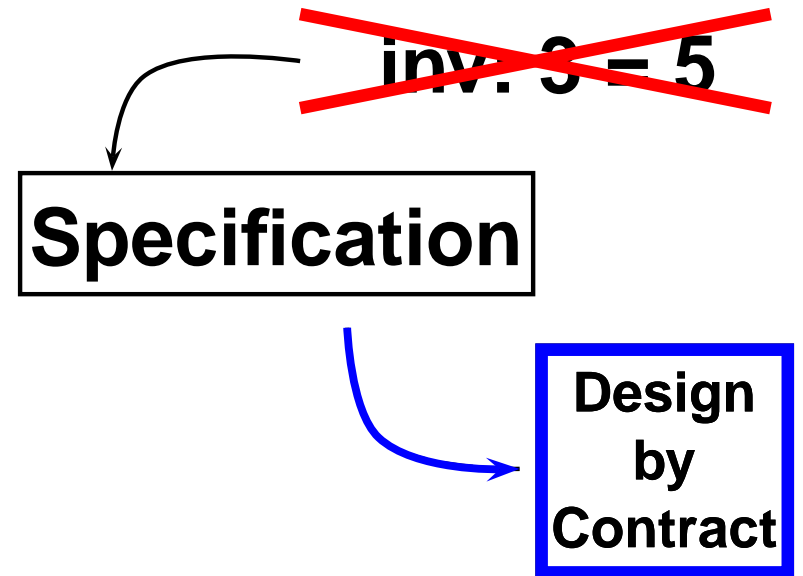 inv: 3 = 5
Specification
Design
by
Contract